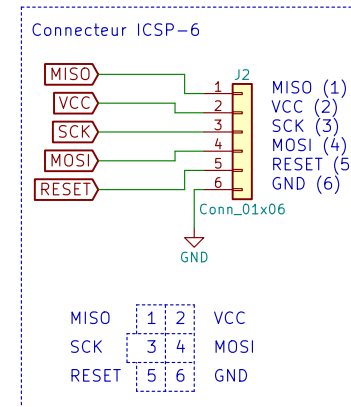 Connecteur ICSP-6
J2
MISO 1 MISO (1)
VCC 2 VCC (2)
SCK 3 SCK (3)
MOSI 4 MOSI (4)
RESET 5 RESET (5
6 GND (6)
Conn_01x06
GND
MISO 1 2 VCC
SCK 3 4 MOSI
RESET 5 6 GND